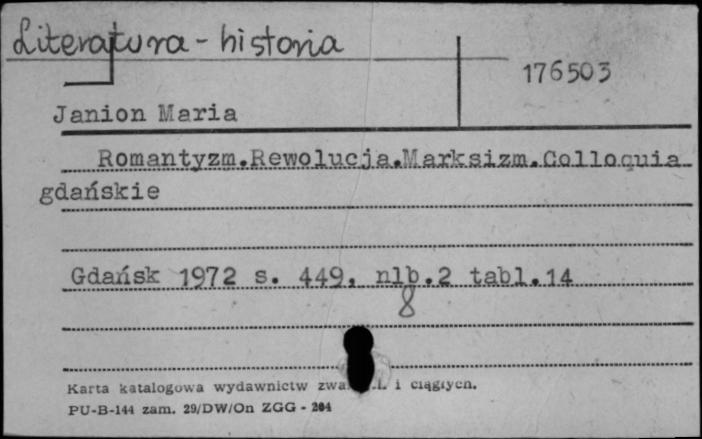 Literatura - historia
176503
Janion Maria
Romantyzm.Rewolucja.Marksizm.Colloquia
gdańskie
Gdańsk 1972 s. 449, nlb.2 tabl.14
8
Karta katalogowa wydawnictw i ciągłych.
PU-B-144 zam. 29/DW/On ZGG - 204